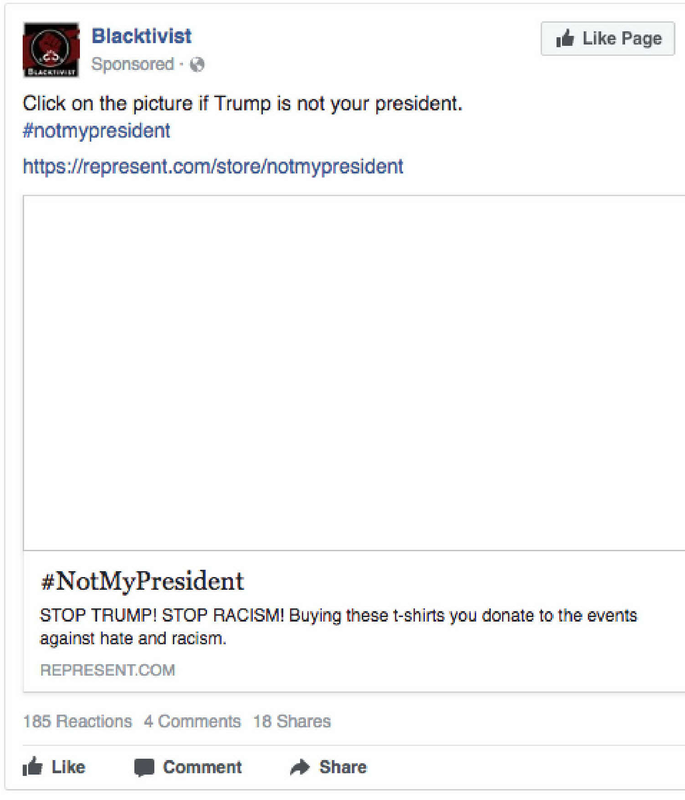 Blacktivist
Like Page
BLACKTIVIST
Sponsored ·
Click on the picture if Trump is not your president.
#notmypresident
https://represent.com/store/notmypresident
#NotMyPresident
STOP TRUMP! STOP RACISM! Buying these t-shirts you donate to the events
against hate and racism.
REPRESENT.COM
185 Reactions 4 Comments 18 Shares
Like Comment Share